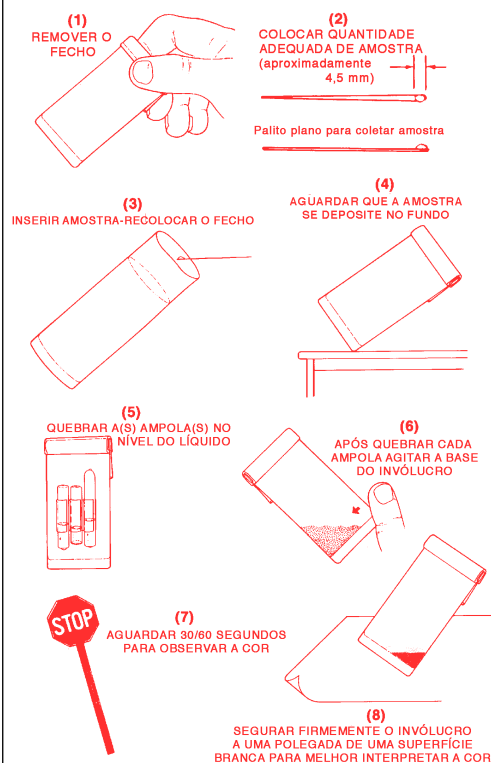 (1)
REMOVER O
FECHO
(2)
COLOCAR QUANTIDADE
ADEQUADA DE AMOSTRA
(aproximadamente
4,5 mm)
Palito plano para coletar amostra
(3)
INSERIR AMOSTRA-RECOLOCAR O FECHO
(4)
AGUARDAR QUE A AMOSTRA
SE DEPOSITE NO FUNDO
(5)
QUEBRAR A(S) AMPOLA(S) NO
NÍVEL DO LÍQUIDO
(6)
APÓS QUEBRAR CADA
AMPOLA AGITAR A BASE
DO INVÓLUCRO
STOP
(7)
AGUARDAR 30/60 SEGUNDOS
PARA OBSERVAR A COR
(8)
SEGURAR FIRMEMENTE O INVÓLUCRO
A UMA POLEGADA DE UMA SUPERFÍCIE
BRANCA PARA MELHOR INTERPRETAR A COR